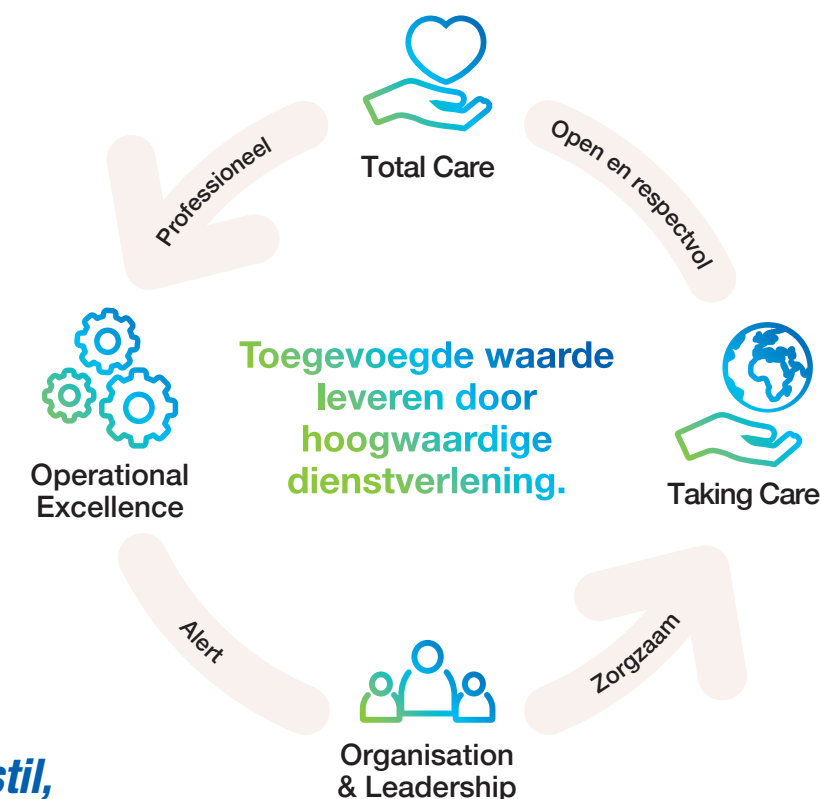 Total Care
Professioneel
Open en respectvol
Toegevoegde waarde
leveren door
hoogwaardige
dienstverlening.
Operational
Excellence
Taking Care
Alert
Zorgzaam
Organisation
& Leadership
stil,